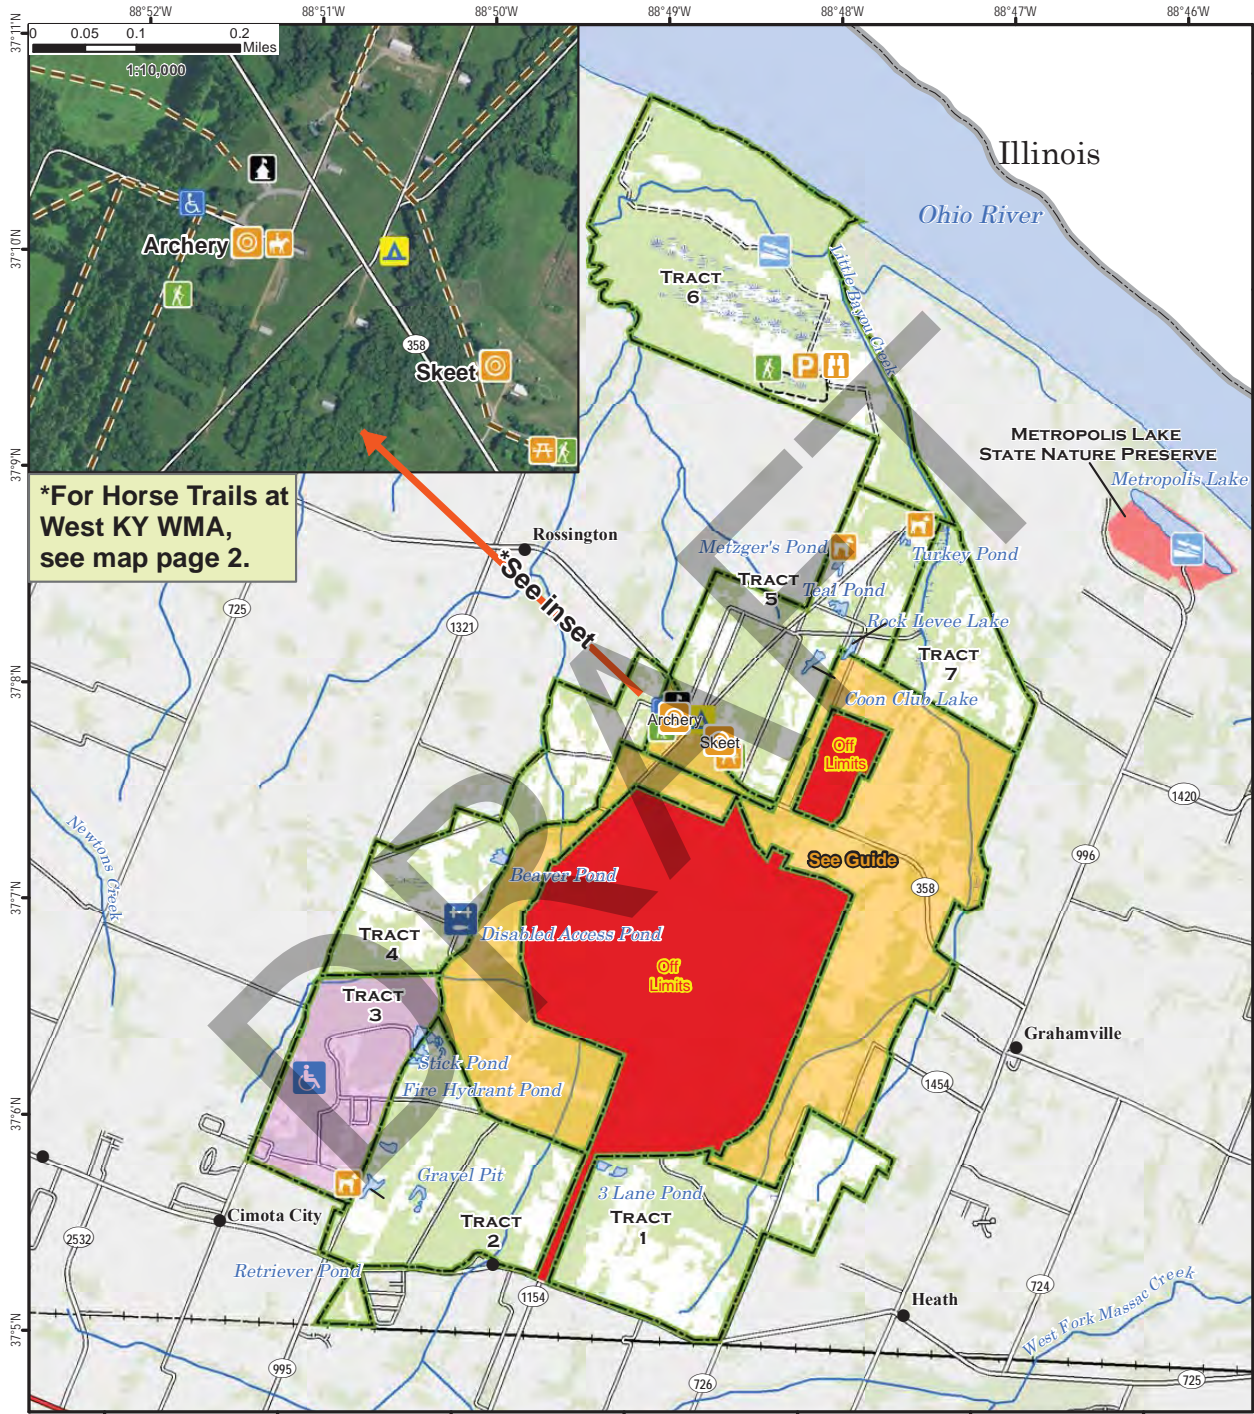 88°52'W
88°51'W
88°50'W
88°49'W
88°48'W
88°47'W
88°46'W
37°11'N
37°10'N
37°9'N
37°8'N
37°7'N
37°6'N
37°5'N
0 0.05 0.1 0.2
Miles
1:10,000
Archery
358
Skeet
*For Horse Trails at
West KY WMA,
see map page 2.
Illinois
Ohio River
Little Bayou Creek
TRACT
6
P
METROPOLIS LAKE
STATE NATURE PRESERVE
Metropolis Lake
Rossington
*See inset
725
1321
Metzger's Pond
Turkey Pond
TRACT
5
Teal Pond
Rock Levee Lake
TRACT
7
Coon Club Lake
Archery
Skeet
Off
Limits
1420
996
See Guide
358
Newtons Creek
Beaver Pond
Disabled Access Pond
TRACT
4
Off
Limits
TRACT
3
Stick Pond
Fire Hydrant Pond
Grahamville
1454
Gravel Pit
3 Lane Pond
TRACT
1
TRACT
2
Cimota City
2532
Retriever Pond
1154
724
Heath
West Fork Massac Creek
995
726
725
DRAFT